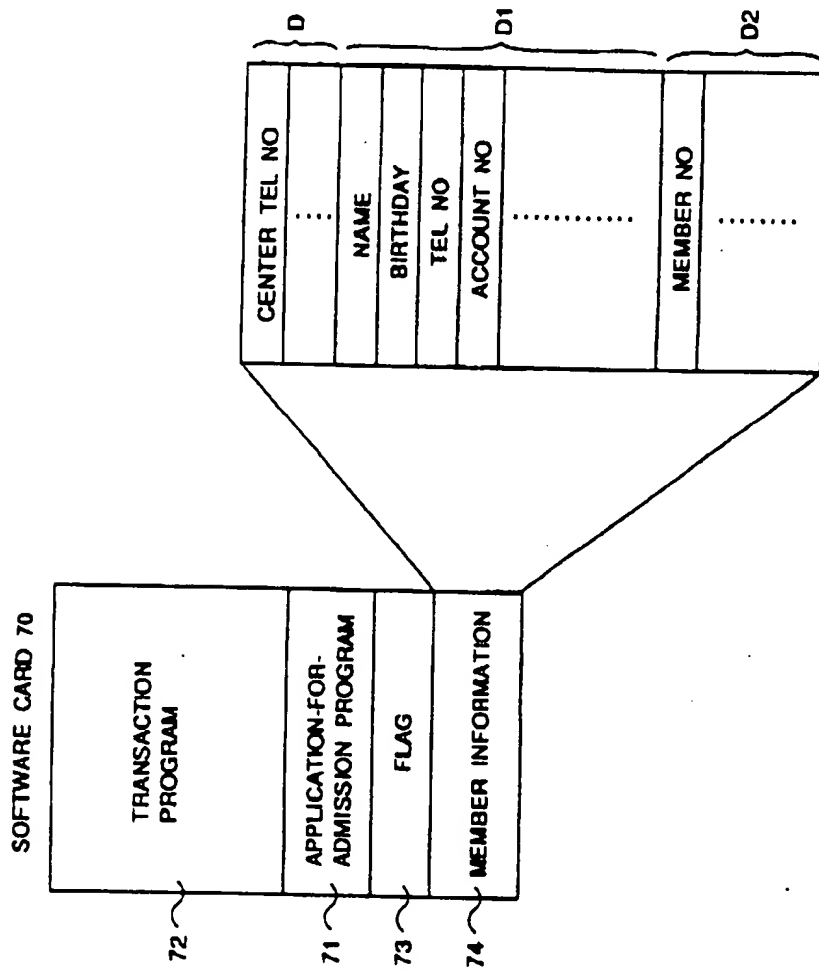 SOFTWARE CARD 70
72
TRANSACTION
PROGRAM
71
APPLICATION-FOR-
ADMISSION PROGRAM
73
FLAG
74
MEMBER INFORMATION
CENTER TEL NO
......
NAME
BIRTHDAY
TEL NO
ACCOUNT NO
.............
MEMBER NO
........
D
D1
D2